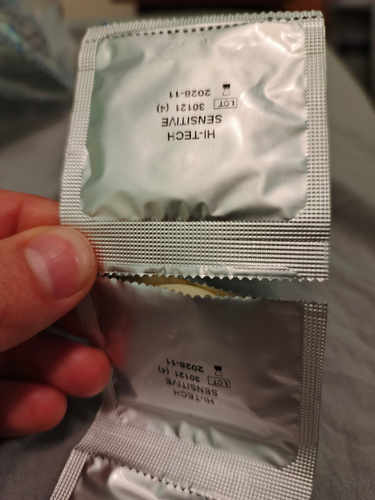 HI-TECH
SENSITIVE
LOT 30121 (4)
2028-11
HI-TECH
SENSITIVE
LOT 30121 (4)
2028-11